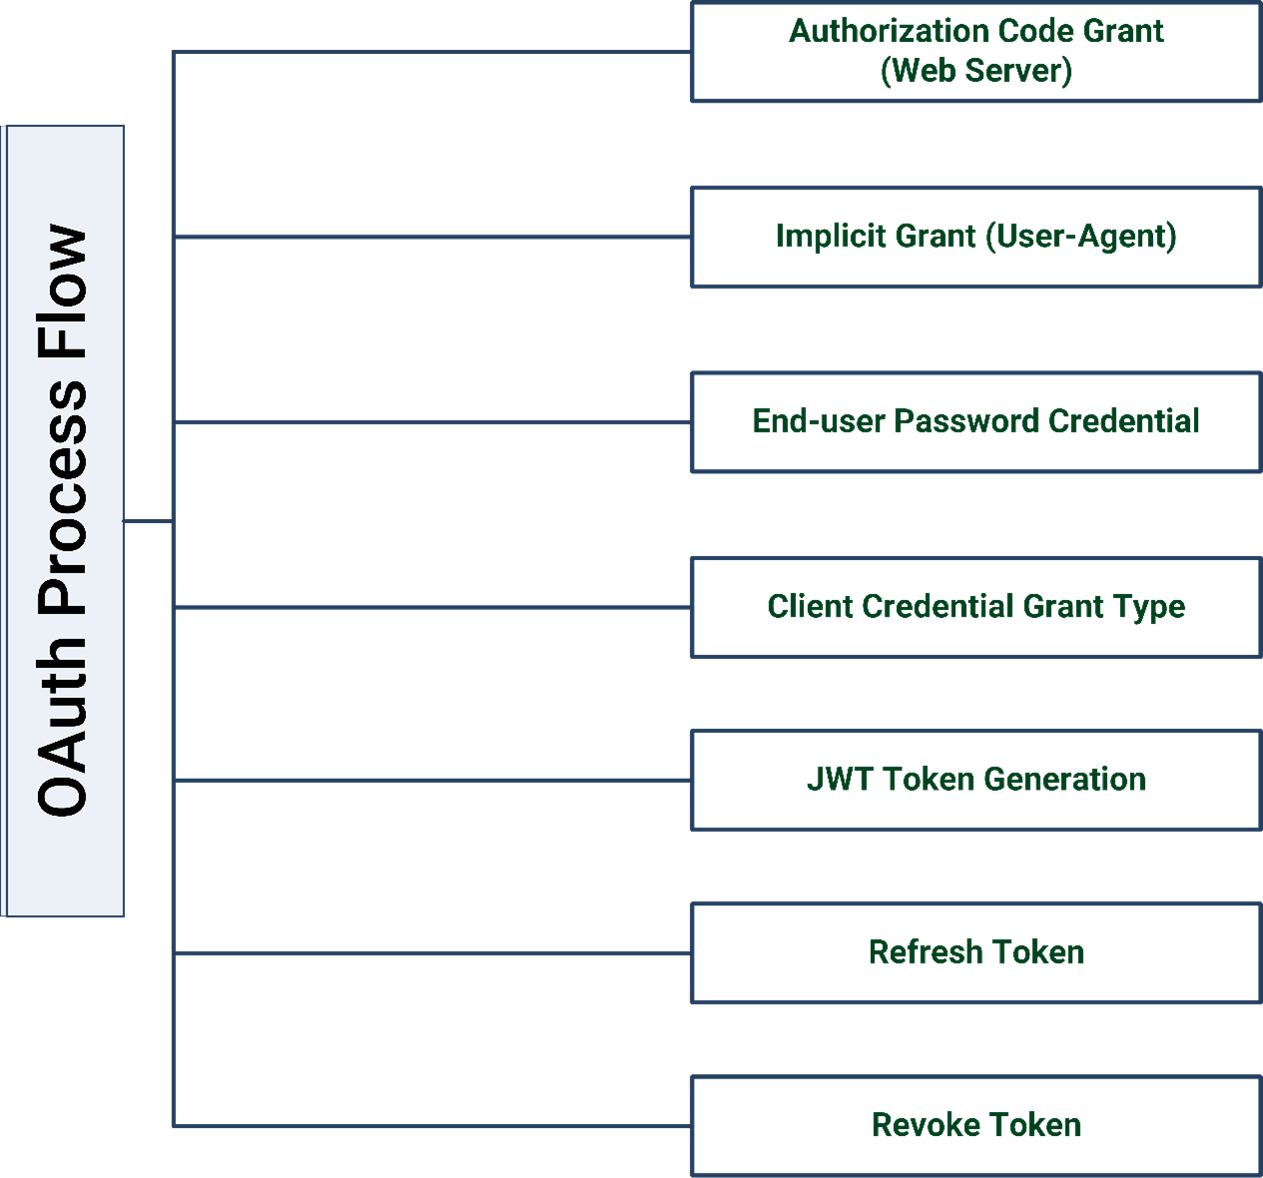 OAuth Process Flow
Authorization Code Grant
(Web Server)
Implicit Grant (User-Agent)
End-user Password Credential
Client Credential Grant Type
JWT Token Generation
Refresh Token
Revoke Token